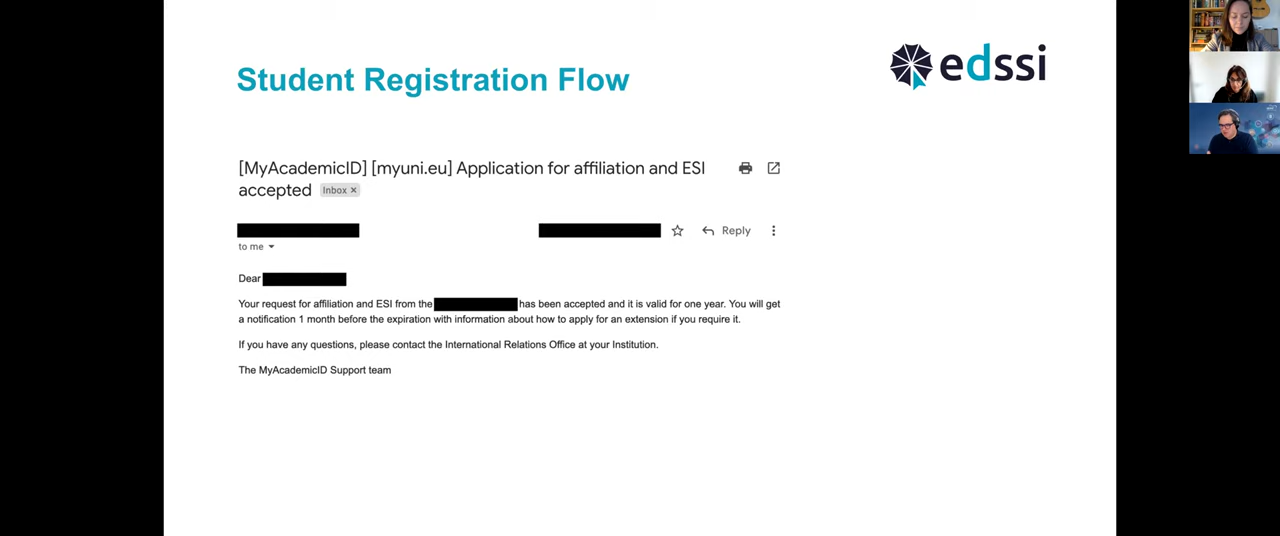 Student Registration Flow
edssi
[MyAcademicID] [myuni.eu] Application for affiliation and ESI
accepted Inbox ×
Reply
to me
Dear
Your request for affiliation and ESI from the has been accepted and it is valid for one year. You will get
a notification 1 month before the expiration with information about how to apply for an extension if you require it.
If you have any questions, please contact the International Relations Office at your Institution.
The MyAcademicID Support team